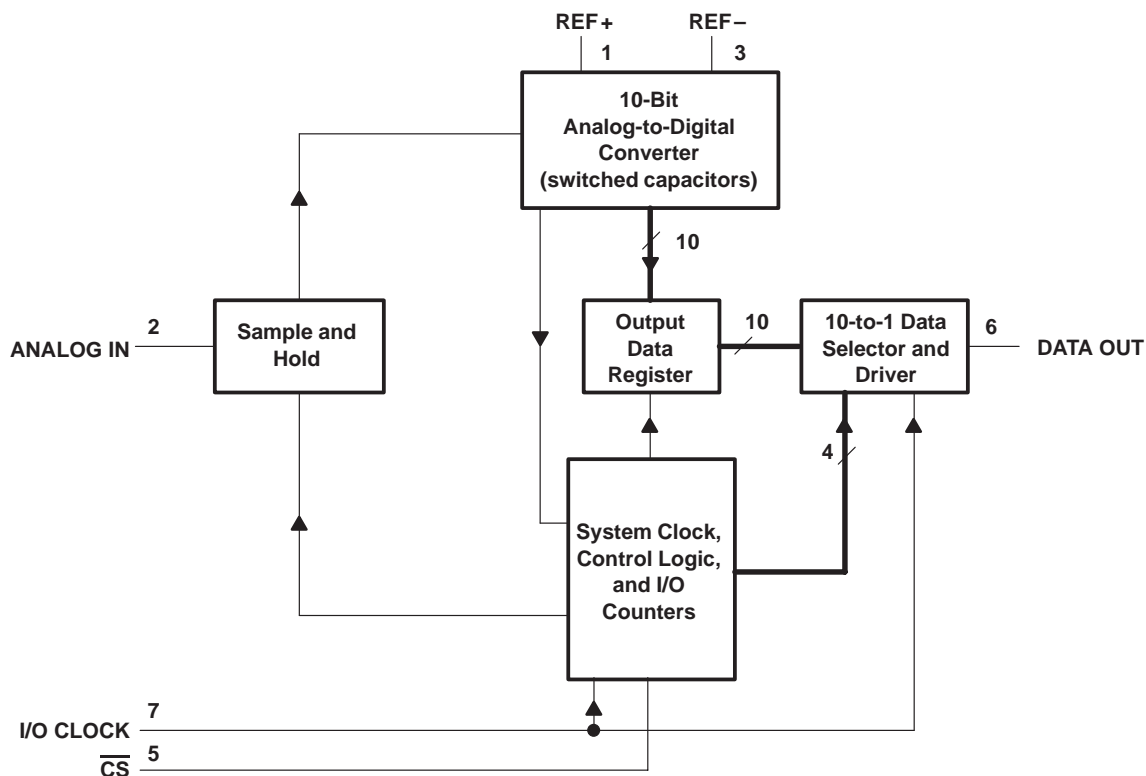 REF+
REF–
1
3
10-Bit
Analog-to-Digital
Converter
(switched capacitors)
10
2
ANALOG IN
Sample and
Hold
Output
Data
Register
10
10-to-1 Data
Selector and
Driver
6
DATA OUT
4
System Clock,
Control Logic,
and I/O
Counters
7
I/O CLOCK
5
C̅S̅